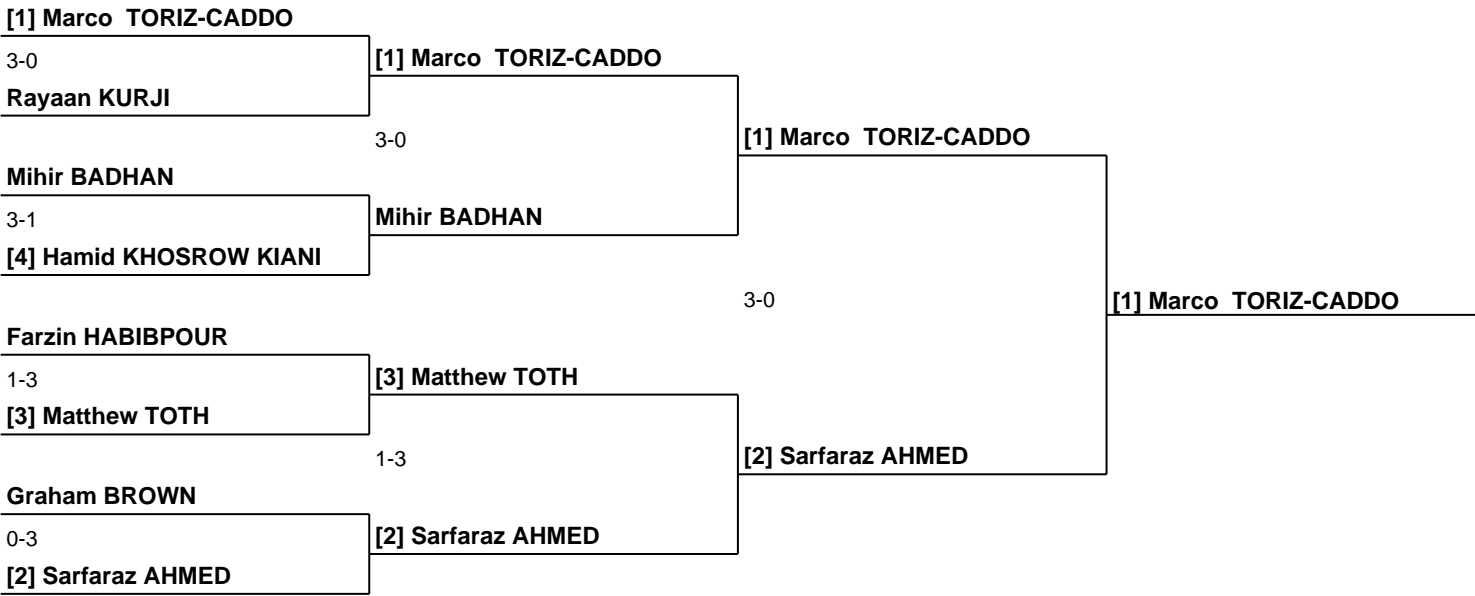 [1] Marco  TORIZ-CADDO
3-0
Rayaan KURJI
[1] Marco  TORIZ-CADDO
3-0
Mihir BADHAN
3-1
[4] Hamid KHOSROW KIANI
Mihir BADHAN
[1] Marco  TORIZ-CADDO
3-0
[1] Marco  TORIZ-CADDO
Farzin HABIBPOUR
1-3
[3] Matthew TOTH
[3] Matthew TOTH
1-3
Graham BROWN
0-3
[2] Sarfaraz AHMED
[2] Sarfaraz AHMED
[2] Sarfaraz AHMED